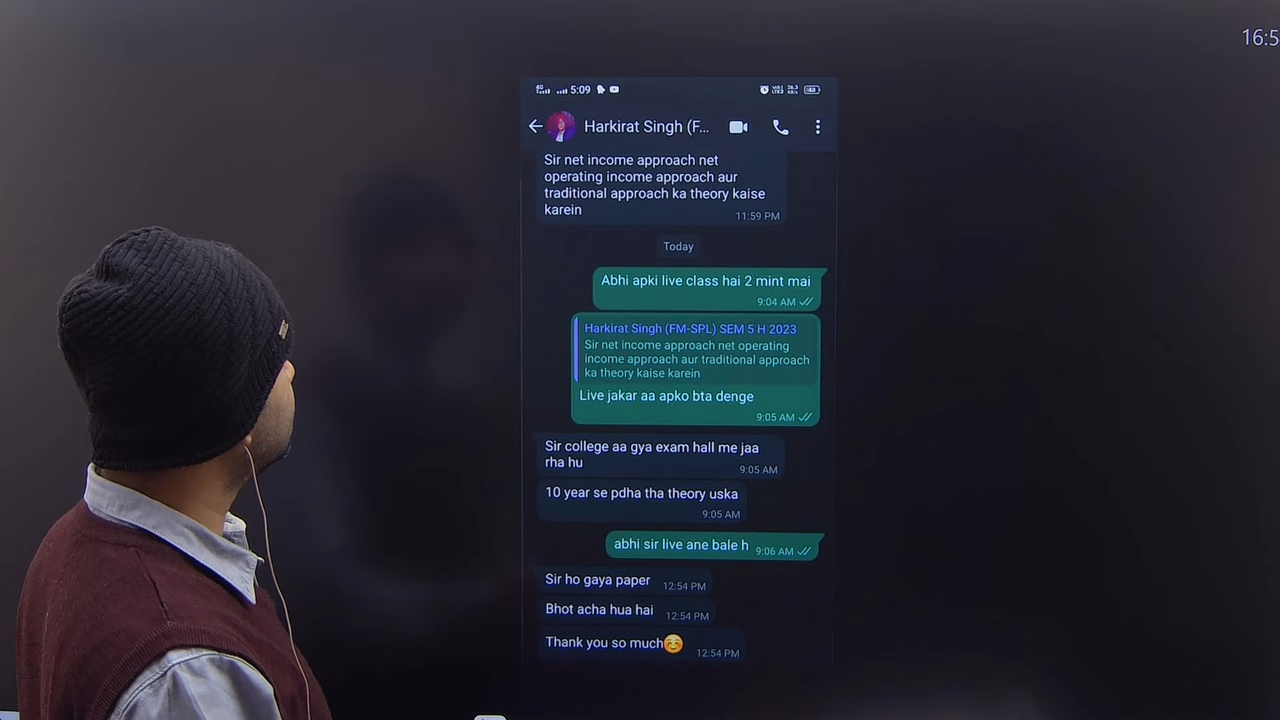 16:5
5:09
Harkirat Singh (F...
Sir net income approach net
operating income approach aur
traditional approach ka theory kaise
karein
11:59 PM
Today
Abhi apki live class hai 2 mint mai
9:04 AM
Harkirat Singh (FM-SPL) SEM 5 H 2023
Sir net income approach net operating
income approach aur traditional approach
ka theory kaise karein
Live jakar aa apko bta denge
9:05 AM
Sir college aa gya exam hall me jaa
rha hu
9:05 AM
10 year se pdha tha theory uska
9:05 AM
abhi sir live ane bale h 9:06 AM
Sir ho gaya paper 12:54 PM
Bhot acha hua hai 12:54 PM
Thank you so much☺️ 12:54 PM